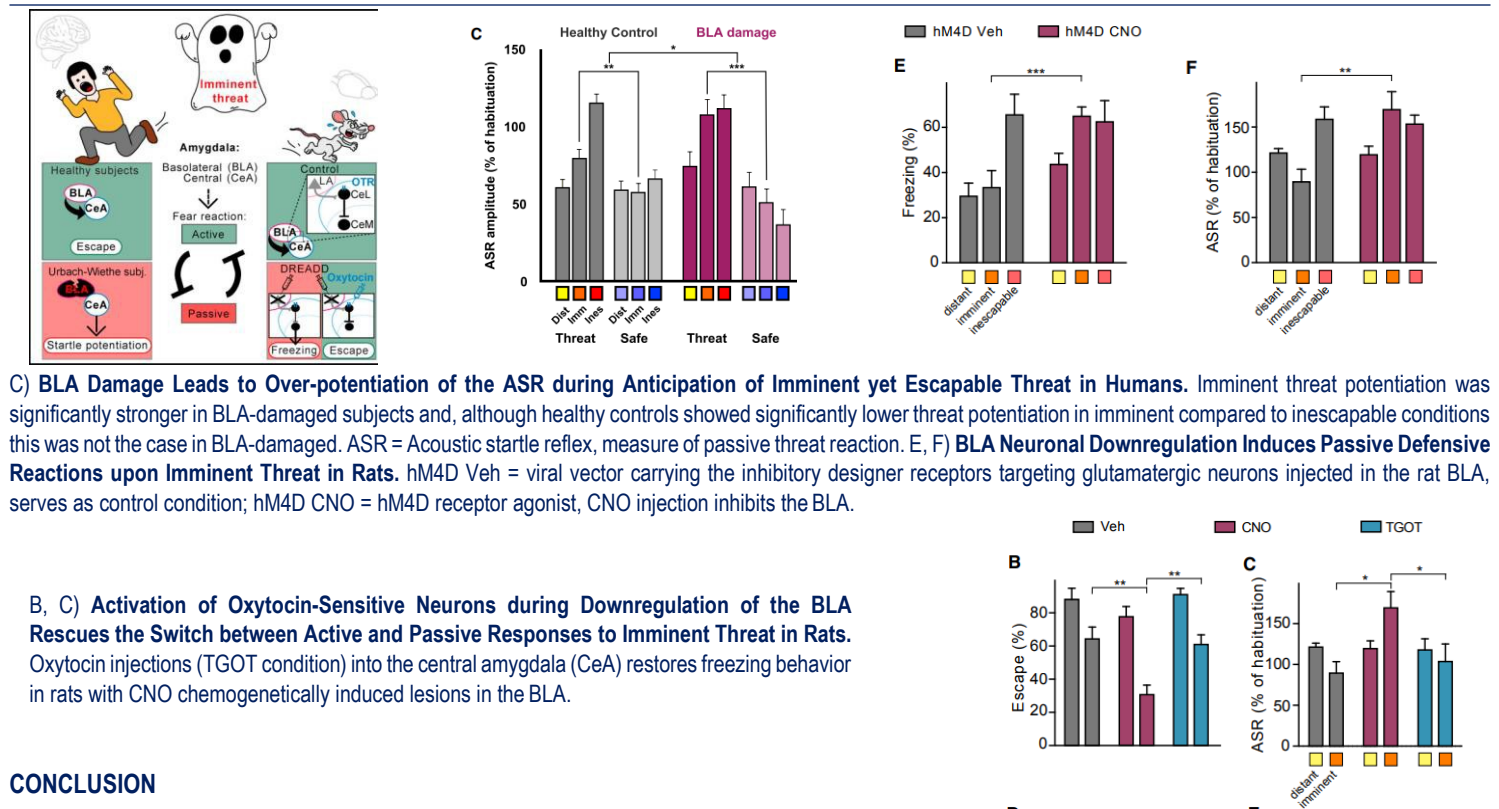 Imminent
threat
Amygdala:
Basolateral (BLA)
Central (CeA)
Fear reaction:
Active
Passive
Healthy subjects
BLA
CeA
Escape
Urbach-Wiethe subj.
BLA
CeA
Startle potentiation
Control
LA
OTR
CeL
CeM
BLA
CeA
DREADD
Oxytocin
Freezing
Escape
C
Healthy Control
BLA damage
*
**
***
ASR amplitude (% of habituation)
150
100
50
0
Dist Imm Ines Dist Imm Ines
Threat Safe Threat Safe
hM4D Veh hM4D CNO
E
***
Freezing (%)
60
40
20
0
distant
imminent
inescapable
F
**
ASR (% of habituation)
150
100
50
0
distant
imminent
inescapable
C) BLA Damage Leads to Over-potentiation of the ASR during Anticipation of Imminent yet Escapable Threat in Humans. Imminent threat potentiation was
significantly stronger in BLA-damaged subjects and, although healthy controls showed significantly lower threat potentiation in imminent compared to inescapable conditions
this was not the case in BLA-damaged. ASR = Acoustic startle reflex, measure of passive threat reaction. E, F) BLA Neuronal Downregulation Induces Passive Defensive
Reactions upon Imminent Threat in Rats. hM4D Veh = viral vector carrying the inhibitory designer receptors targeting glutamatergic neurons injected in the rat BLA,
serves as control condition; hM4D CNO = hM4D receptor agonist, CNO injection inhibits the BLA.
B, C) Activation of Oxytocin-Sensitive Neurons during Downregulation of the BLA
Rescues the Switch between Active and Passive Responses to Imminent Threat in Rats.
Oxytocin injections (TGOT condition) into the central amygdala (CeA) restores freezing behavior
in rats with CNO chemogenetically induced lesions in the BLA.
Veh CNO TGOT
B
** **
Escape (%)
80
60
40
20
0
C
* *
ASR (% of habituation)
150
100
50
0
distant
imminent
CONCLUSION